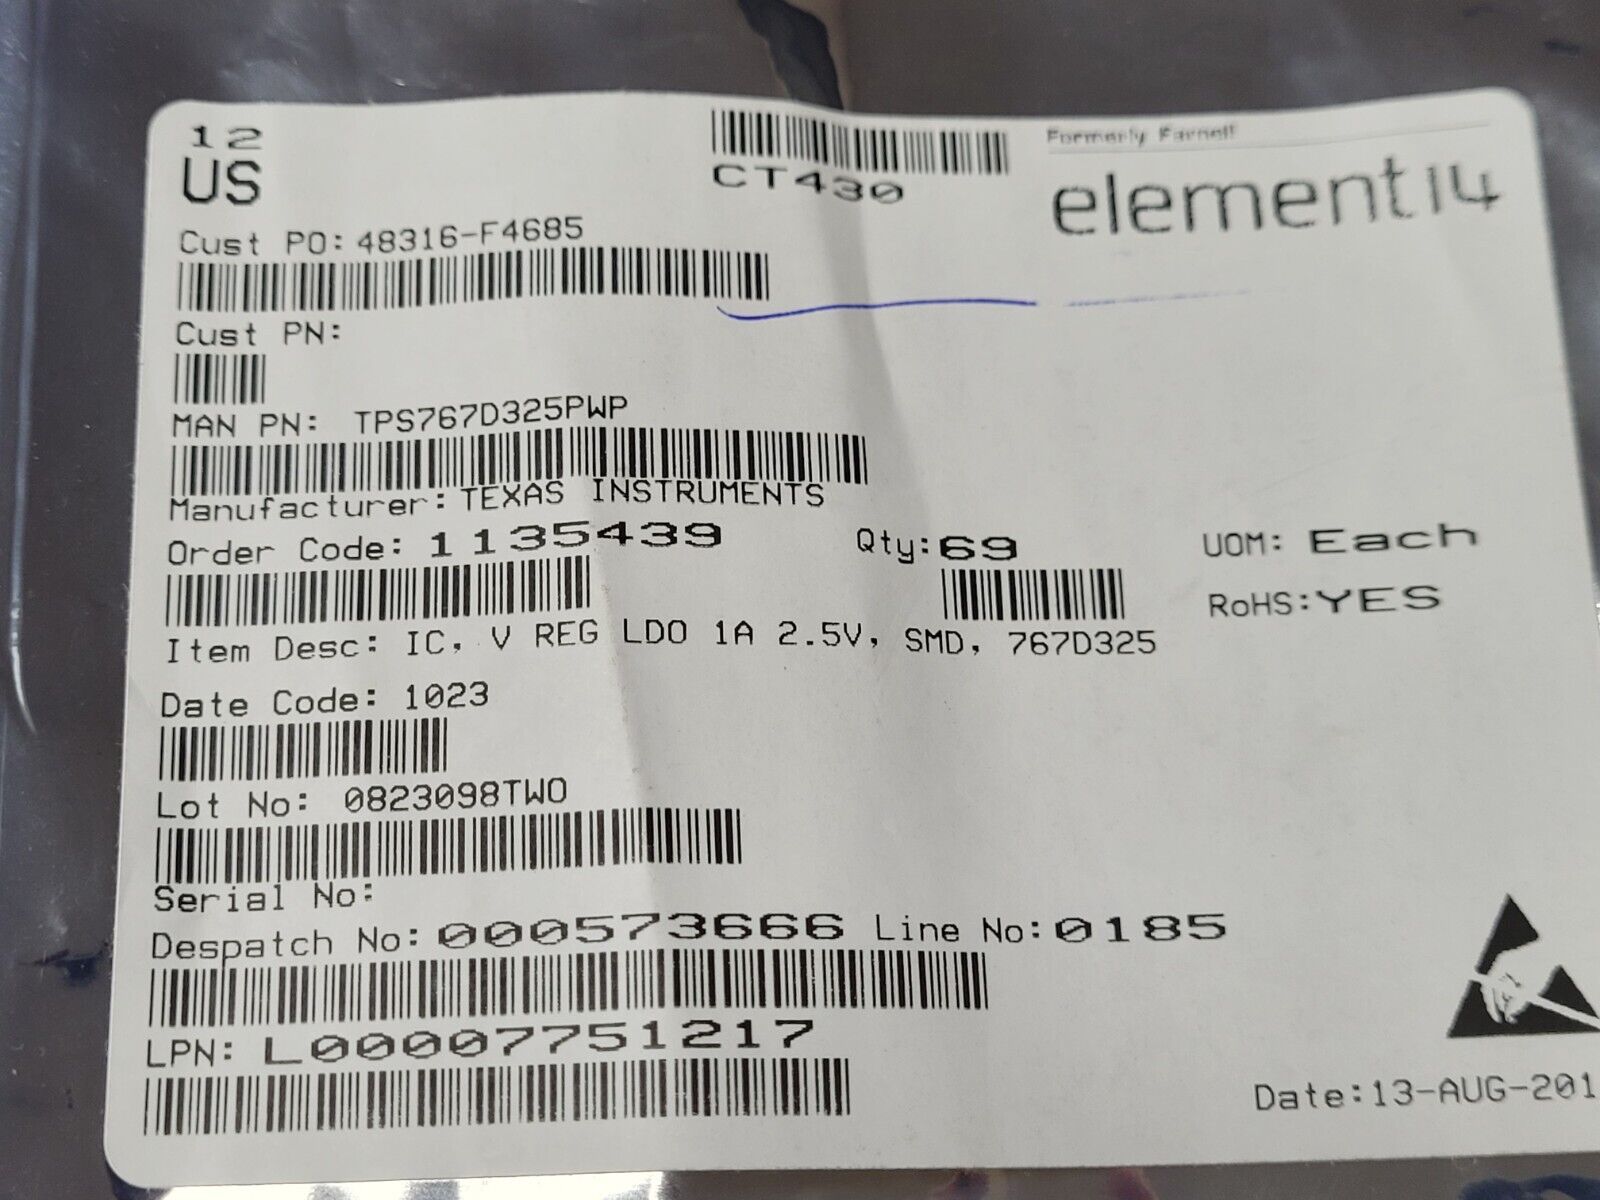 12
US
CT430
Formerly Farnell
element14
Cust PO: 48316-F4685
Cust PN:
MAN PN: TPS767D325PWP
Manufacturer: TEXAS INSTRUMENTS
Order Code: 1135439 Qty: 69 UOM: Each
RoHS: YES
Item Desc: IC, V REG LDO 1A 2.5V, SMD, 767D325
Date Code: 1023
Lot No: 0823098TWO
Serial No:
Despatch No: 000573666 Line No: 0185
LPN: L00007751217
Date:13-AUG-201